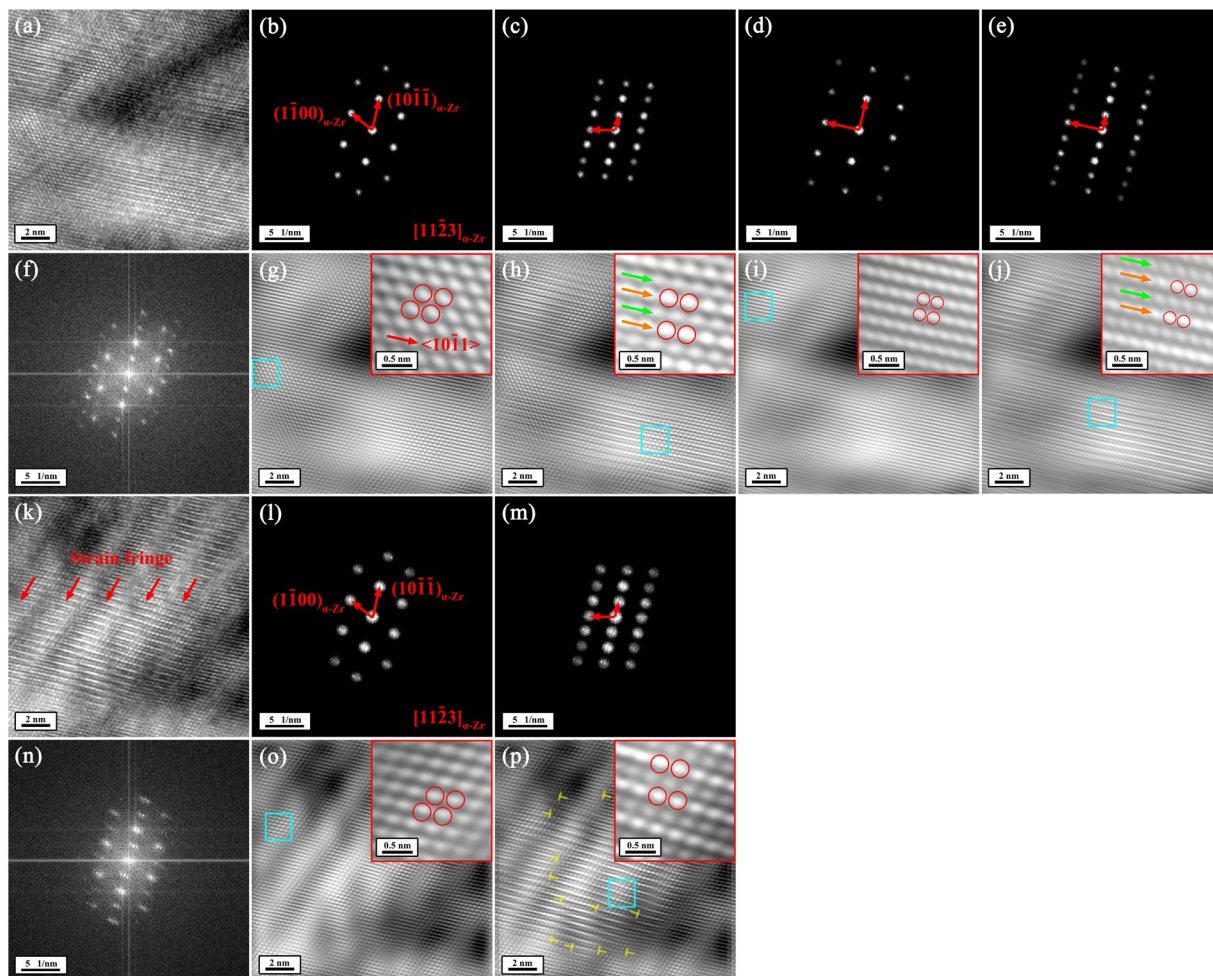 (a)
2 nm
(b)
(11̄00)α-Zr
(101̄1̄)α-Zr
[112̄3]α-Zr
5 1/nm
(c)
5 1/nm
(d)
5 1/nm
(e)
5 1/nm
(f)
5 1/nm
(g)
<101̄1>
0.5 nm
2 nm
(h)
0.5 nm
2 nm
(i)
0.5 nm
2 nm
(j)
0.5 nm
2 nm
(k)
Strain fringe
2 nm
(l)
(11̄00)α-Zr
(101̄1̄)α-Zr
[112̄3]α-Zr
5 1/nm
(m)
5 1/nm
(n)
5 1/nm
(o)
0.5 nm
2 nm
(p)
0.5 nm
2 nm